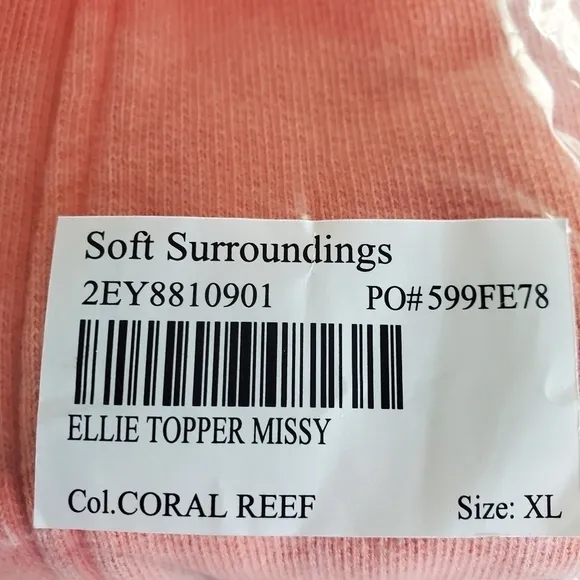 Soft Surroundings
2EY8810901 PO#599FE78
ELLIE TOPPER MISSY
Col.CORAL REEF Size: XL